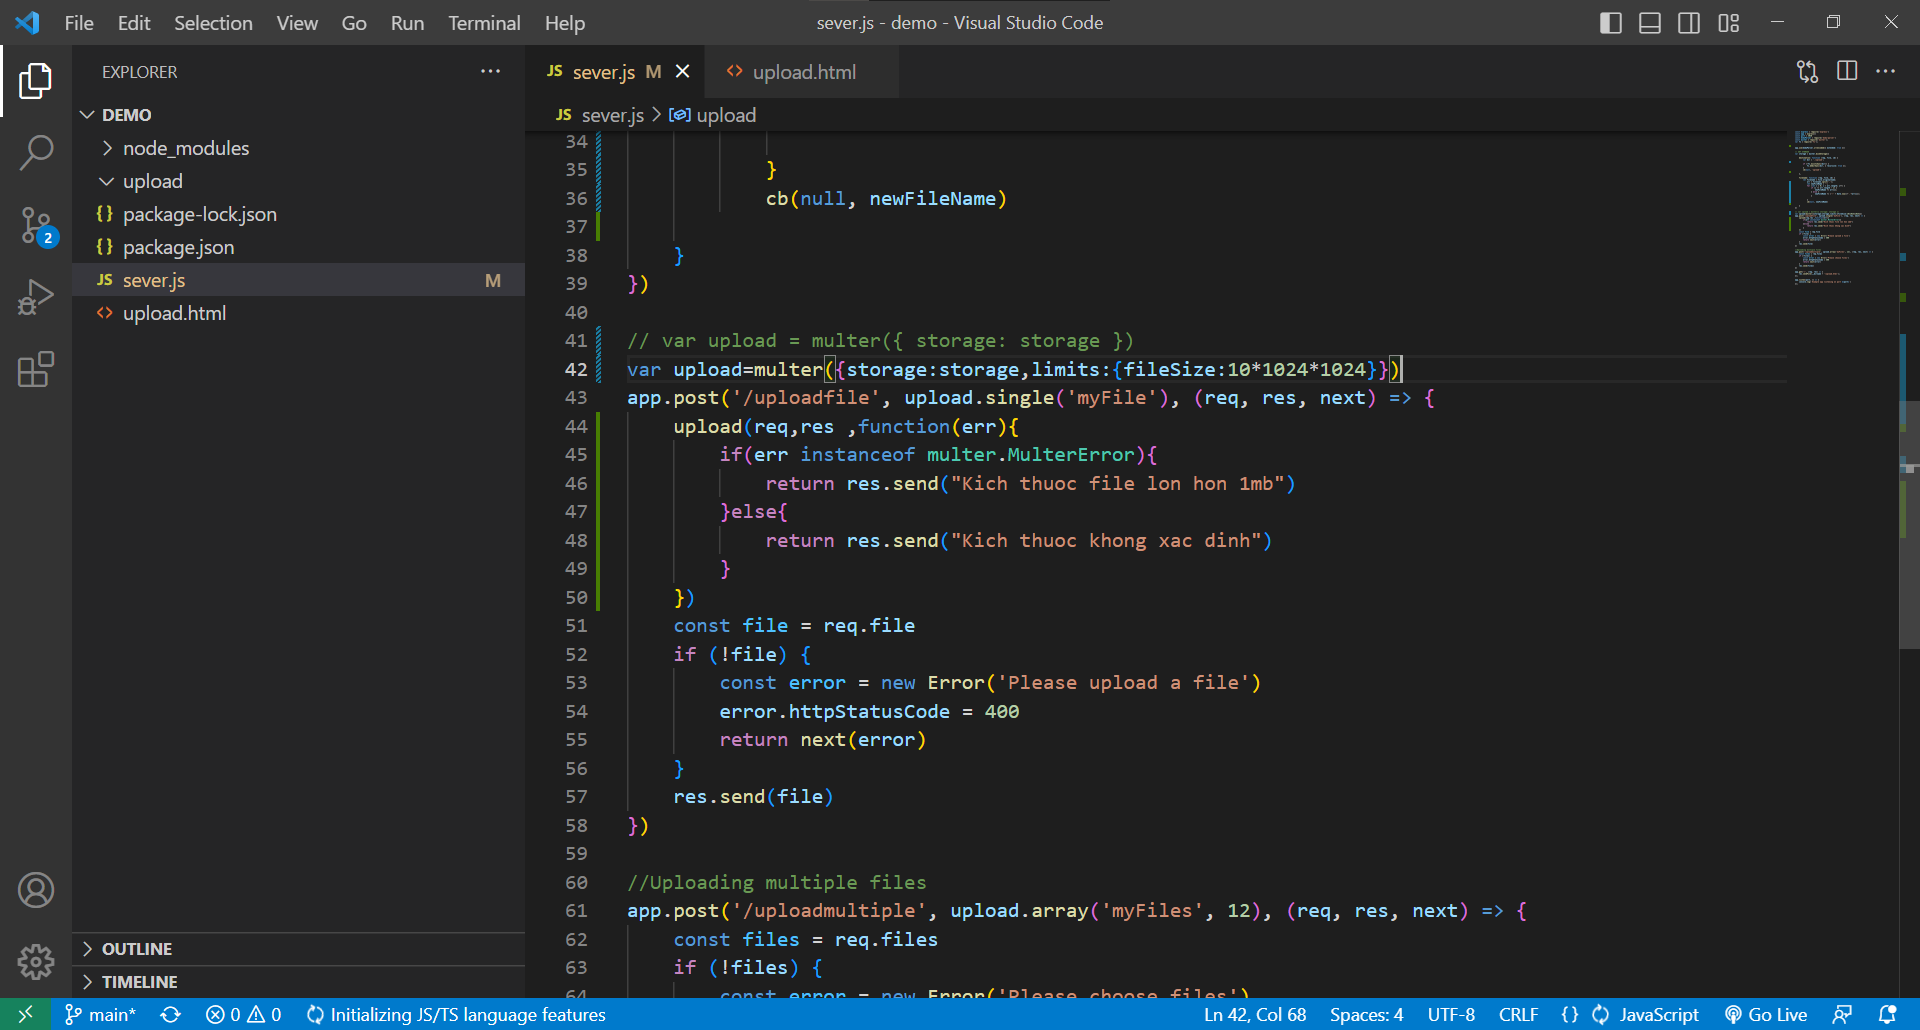 File Edit Selection View Go Run Terminal Help
sever.js - demo - Visual Studio Code
EXPLORER
DEMO
node_modules
upload
{} package-lock.json
{} package.json
JS sever.js M
<> upload.html
OUTLINE
TIMELINE
2
JS sever.js M
<> upload.html
JS sever.js > upload
34
35 }
36 cb(null, newFileName)
37
38 }
39 })
40
41 // var upload = multer({ storage: storage })
42 var upload=multer({storage:storage,limits:{fileSize:10*1024*1024}})
43 app.post('/uploadfile', upload.single('myFile'), (req, res, next) => {
44 upload(req,res ,function(err){
45 if(err instanceof multer.MulterError){
46 return res.send("Kich thuoc file lon hon 1mb")
47 }else{
48 return res.send("Kich thuoc khong xac dinh")
49 }
50 })
51 const file = req.file
52 if (!file) {
53 const error = new Error('Please upload a file')
54 error.httpStatusCode = 400
55 return next(error)
56 }
57 res.send(file)
58 })
59
60 //Uploading multiple files
61 app.post('/uploadmultiple', upload.array('myFiles', 12), (req, res, next) => {
62 const files = req.files
63 if (!files) {
64 const error = new Error('Please choose files')
main* 0 0 Initializing JS/TS language features
Ln 42, Col 68 Spaces: 4 UTF-8 CRLF {} JavaScript Go Live